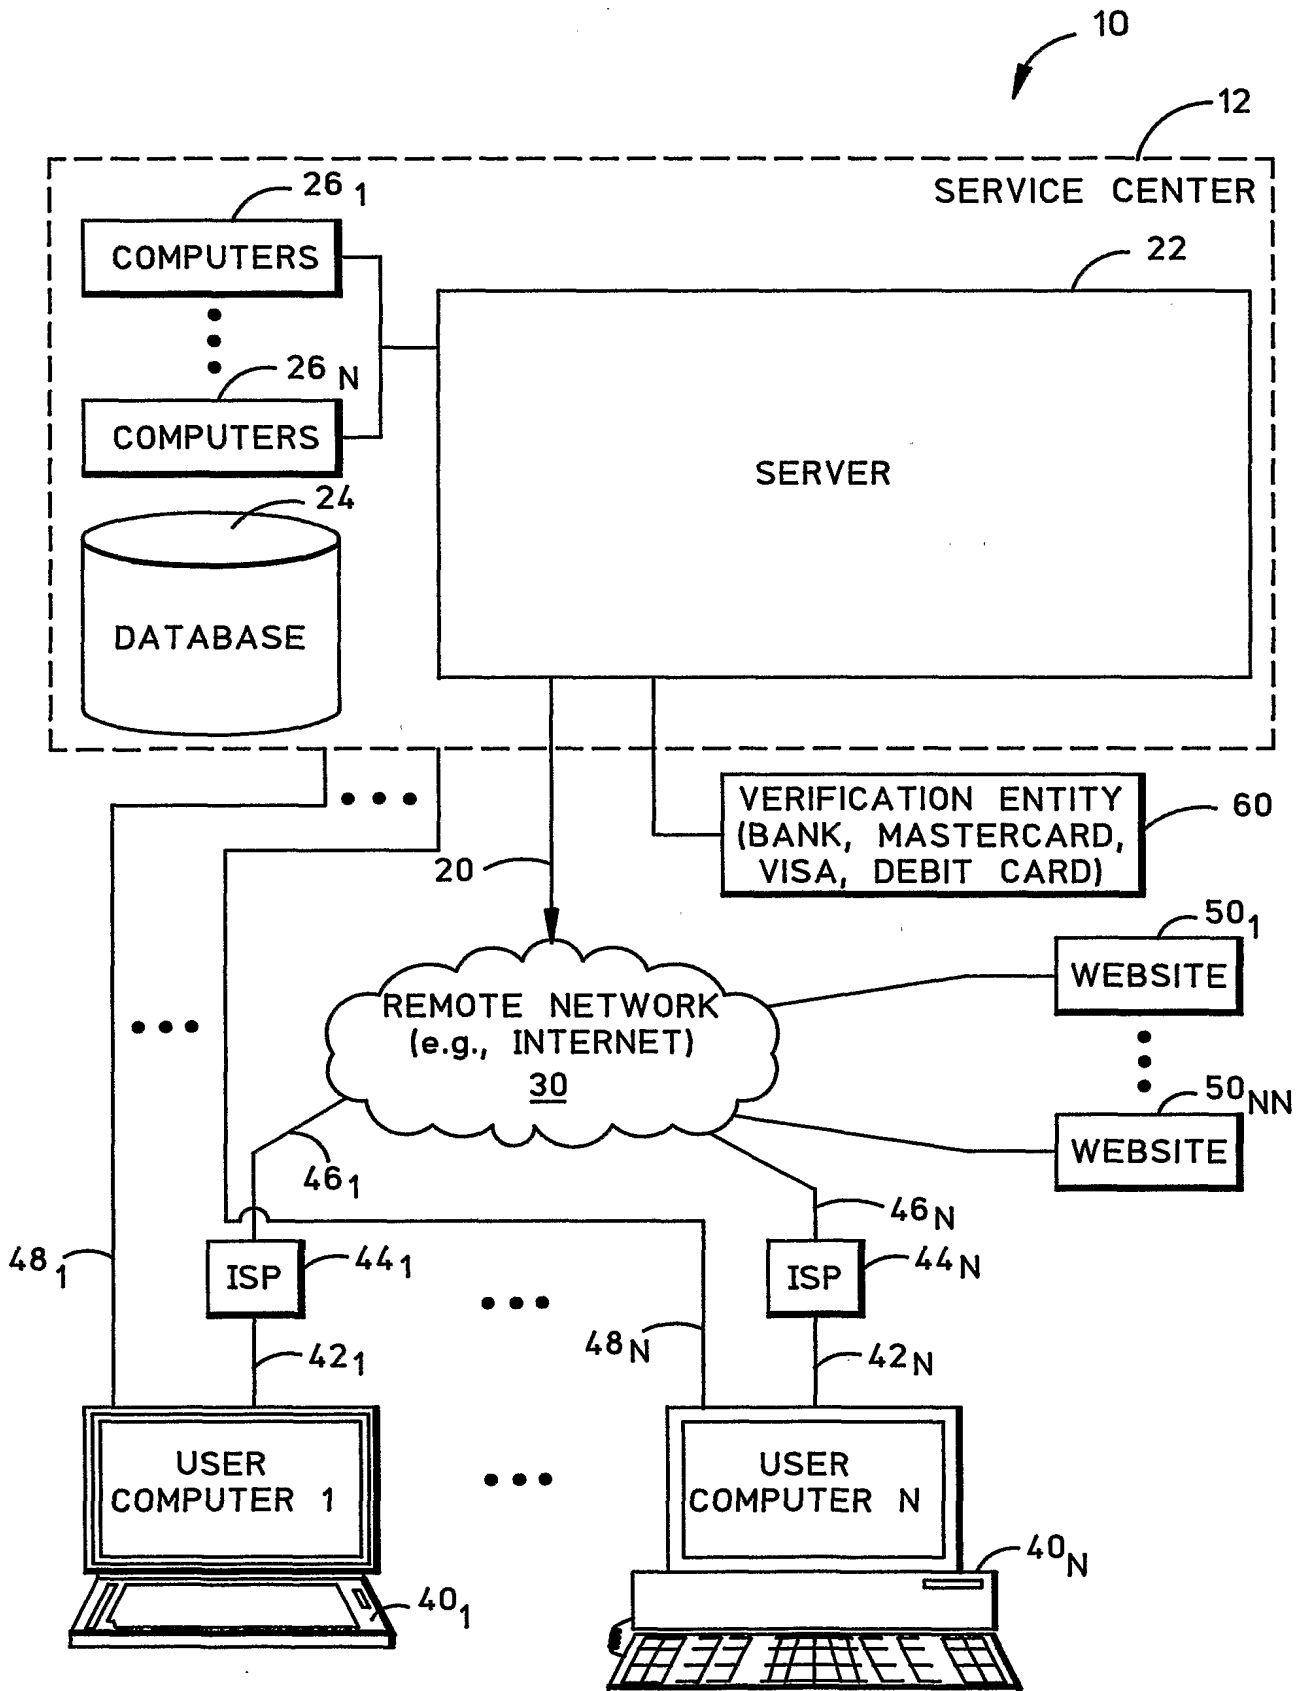 10
12
SERVICE CENTER
26 1
COMPUTERS
22
26 N
COMPUTERS
SERVER
24
DATABASE
VERIFICATION ENTITY
(BANK, MASTERCARD,
VISA, DEBIT CARD)
60
20
50 1
WEBSITE
REMOTE NETWORK
(e.g., INTERNET)
30
50 NN
WEBSITE
46 1
46 N
48 1
ISP
44 1
ISP
44 N
48 N
42 1
42 N
USER
COMPUTER 1
USER
COMPUTER N
40 1
40 N